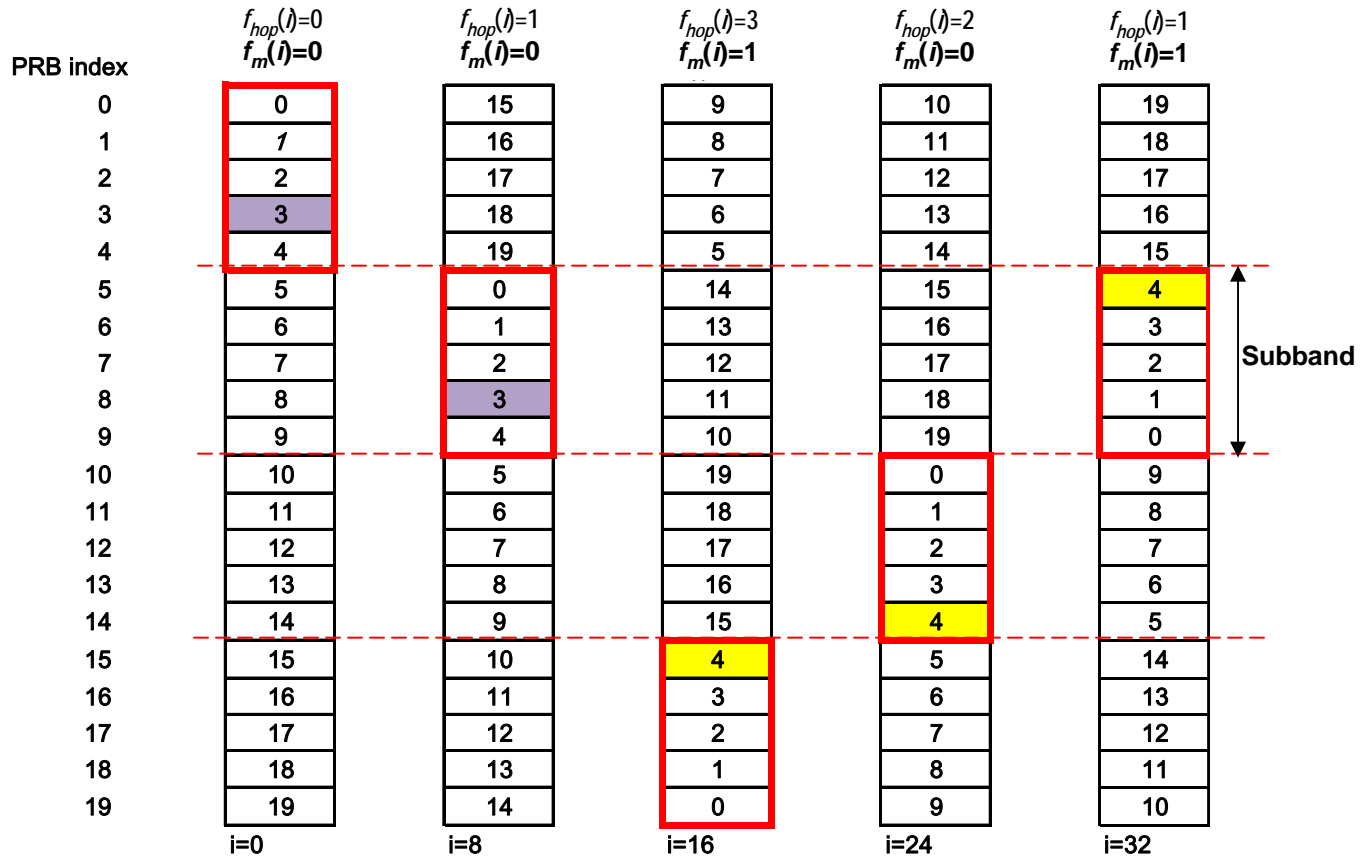 f_hop(i)=0 f_hop(i)=1 f_hop(i)=3 f_hop(i)=2 f_hop(i)=1
f_m(i)=0 f_m(i)=0 f_m(i)=1 f_m(i)=0 f_m(i)=1
PRB index
0 0 15 9 10 19
1 1 16 8 11 18
2 2 17 7 12 17
3 3 18 6 13 16
4 4 19 5 14 15
5 5 0 14 15 4
6 6 1 13 16 3
7 7 2 12 17 2 Subband
8 8 3 11 18 1
9 9 4 10 19 0
10 10 5 19 0 9
11 11 6 18 1 8
12 12 7 17 2 7
13 13 8 16 3 6
14 14 9 15 4 5
15 15 10 4 5 14
16 16 11 3 6 13
17 17 12 2 7 12
18 18 13 1 8 11
19 19 14 0 9 10
i=0 i=8 i=16 i=24 i=32